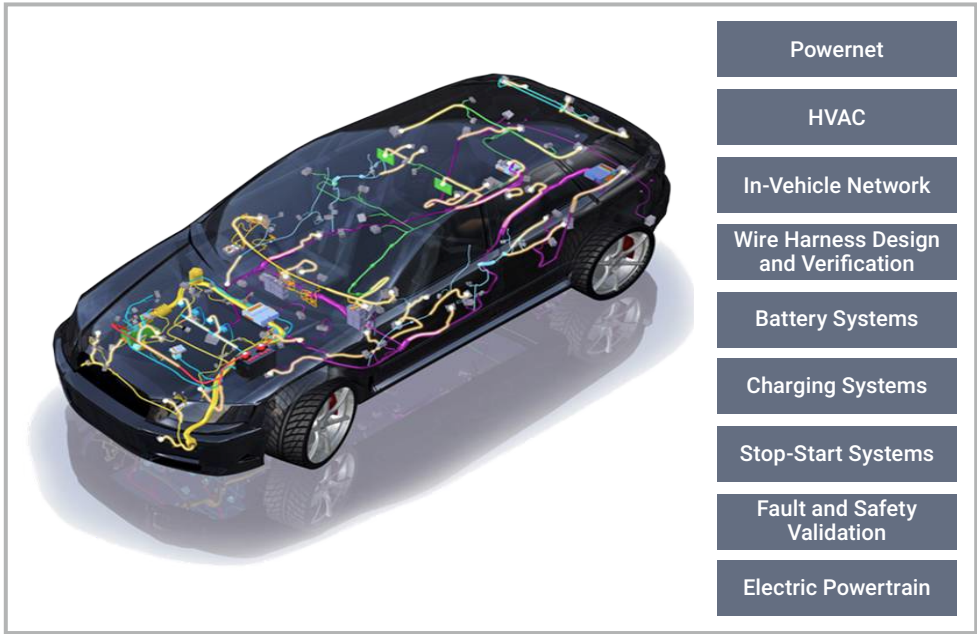 Powernet
HVAC
In-Vehicle Network
Wire Harness Design
and Verification
Battery Systems
Charging Systems
Stop-Start Systems
Fault and Safety
Validation
Electric Powertrain